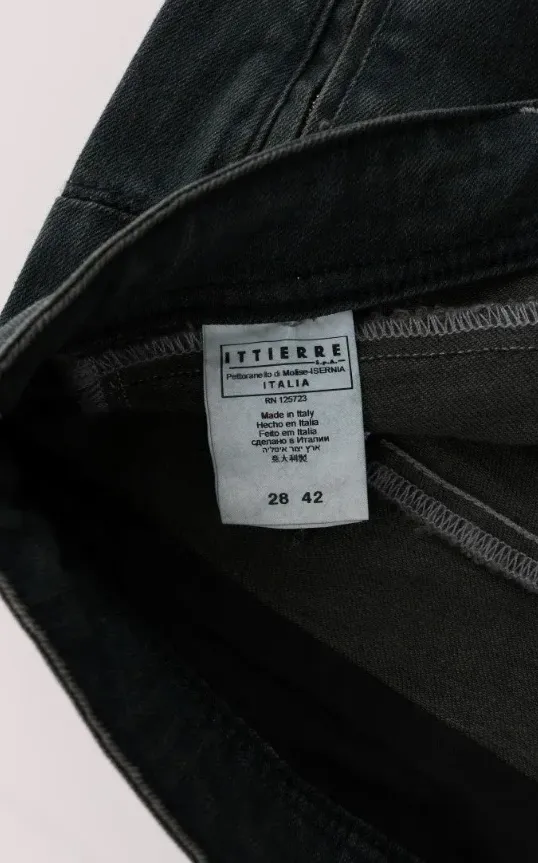 ITTIERRE
S.p.A.
Pettoranello di Molise-ISERNIA
ITALIA
RN 125723
Made in Italy
Hecho en Italia
Feito em Italia
сделано в Италии
ארץ יצור איטליה
意大利製
28 42